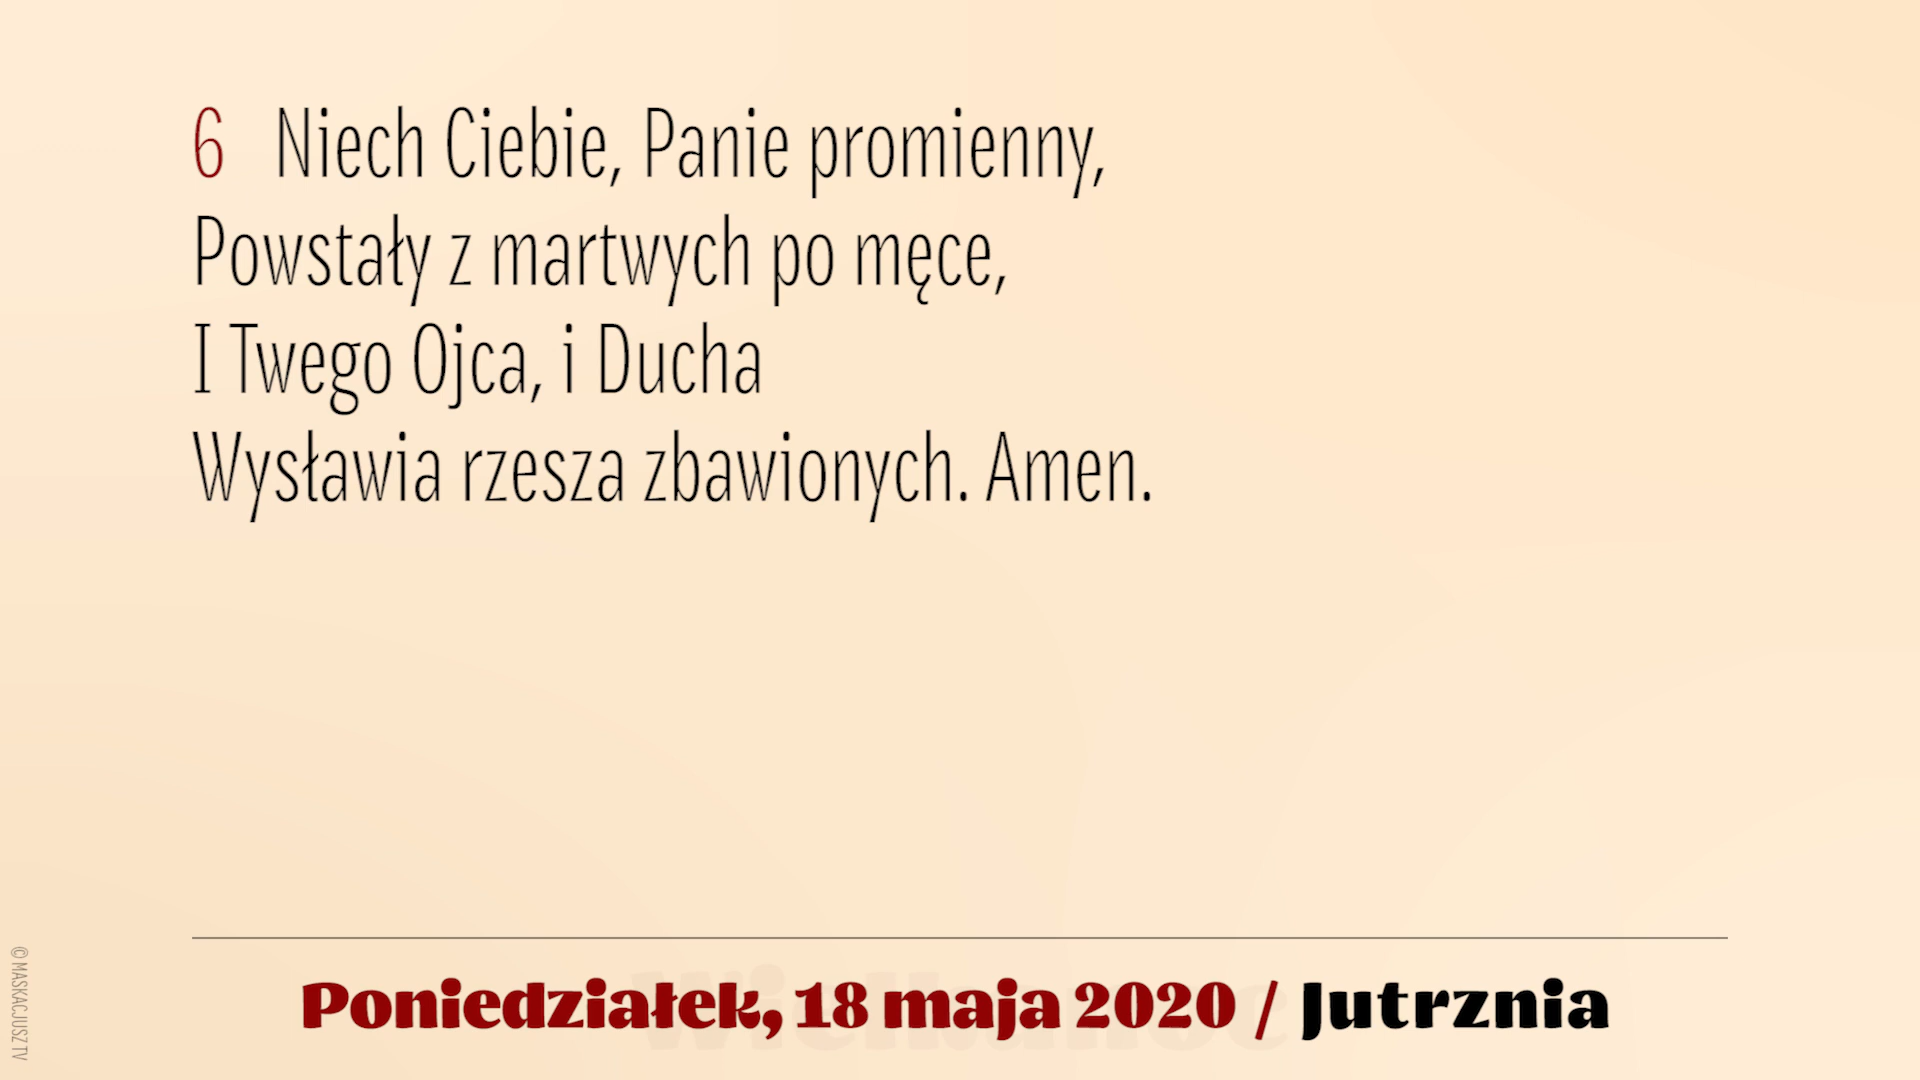 6 Niech Ciebie, Panie promienny,
Powstały z martwych po męce,
I Twego Ojca, i Ducha
Wysławia rzesza zbawionych. Amen.
Poniedziałek, 18 maja 2020 / Jutrznia
© MASKACJUSZ TV